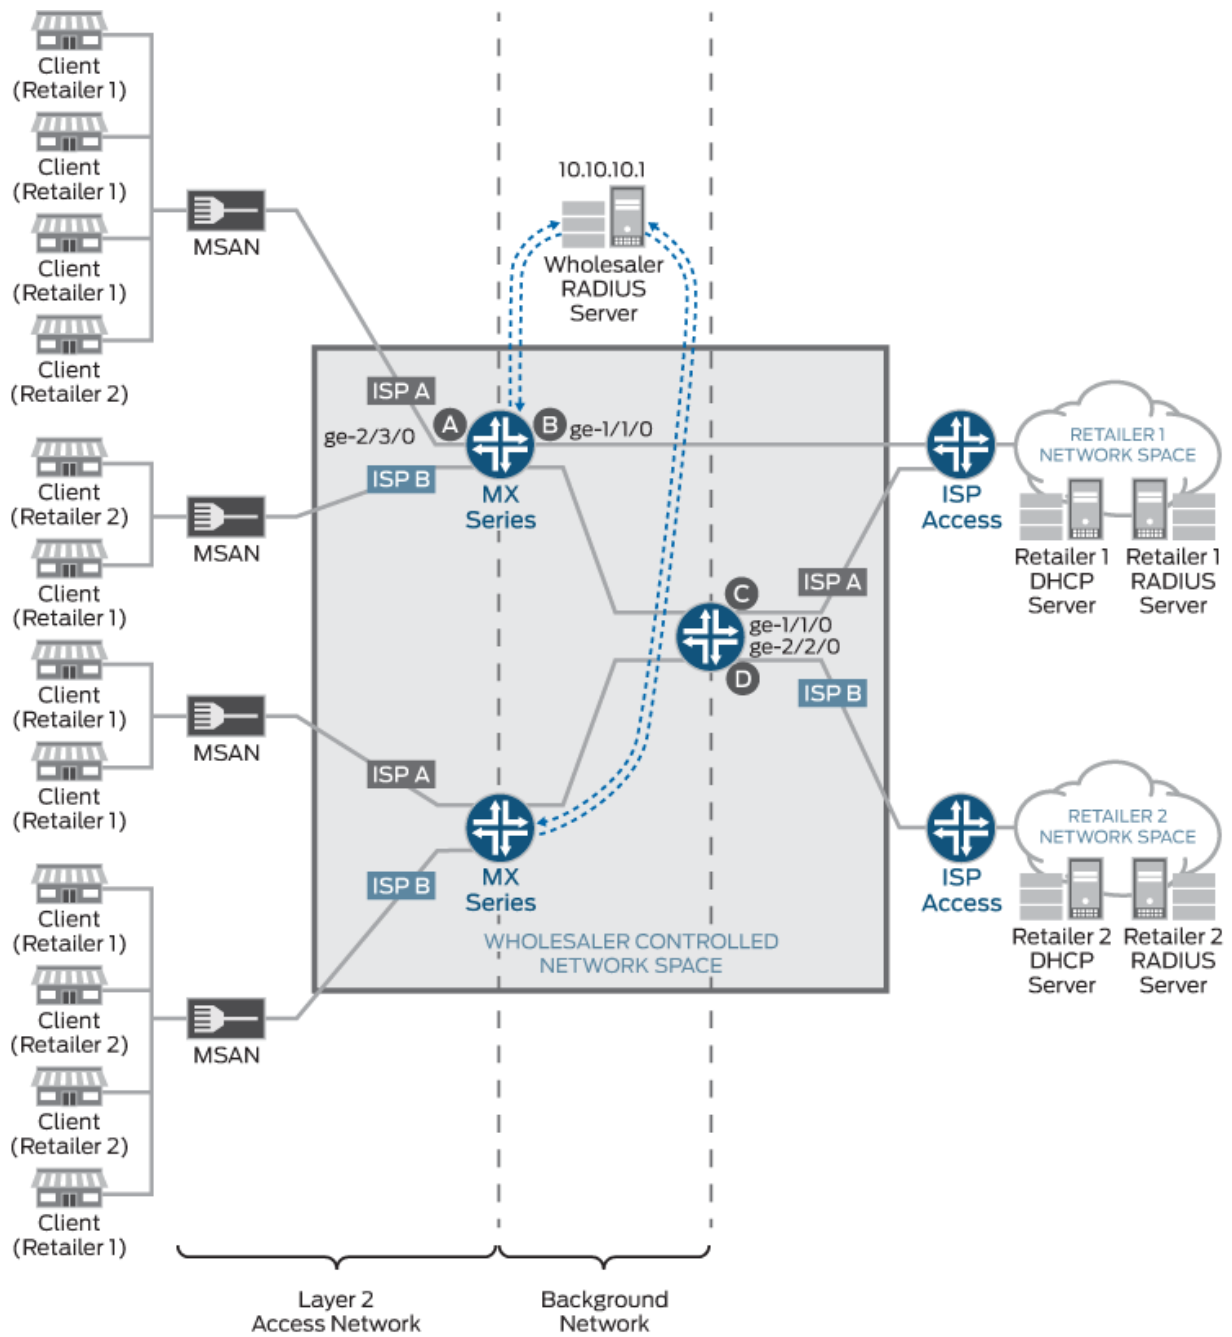 Client
(Retailer 1)
Client
(Retailer 1)
Client
(Retailer 1)
Client
(Retailer 2)
MSAN
Client
(Retailer 2)
Client
(Retailer 1)
MSAN
Client
(Retailer 1)
Client
(Retailer 1)
MSAN
Client
(Retailer 1)
Client
(Retailer 2)
Client
(Retailer 2)
Client
(Retailer 1)
MSAN
10.10.10.1
Wholesaler
RADIUS
Server
ISP A
ge-2/3/0
A
B
ge-1/1/0
ISP B
MX
Series
ISP A
ISP B
MX
Series
C
ge-1/1/0
ge-2/2/0
D
ISP A
ISP B
WHOLESALER CONTROLLED
NETWORK SPACE
ISP
Access
RETAILER 1
NETWORK SPACE
Retailer 1
DHCP
Server
Retailer 1
RADIUS
Server
ISP
Access
RETAILER 2
NETWORK SPACE
Retailer 2
DHCP
Server
Retailer 2
RADIUS
Server
Layer 2
Access Network
Background
Network